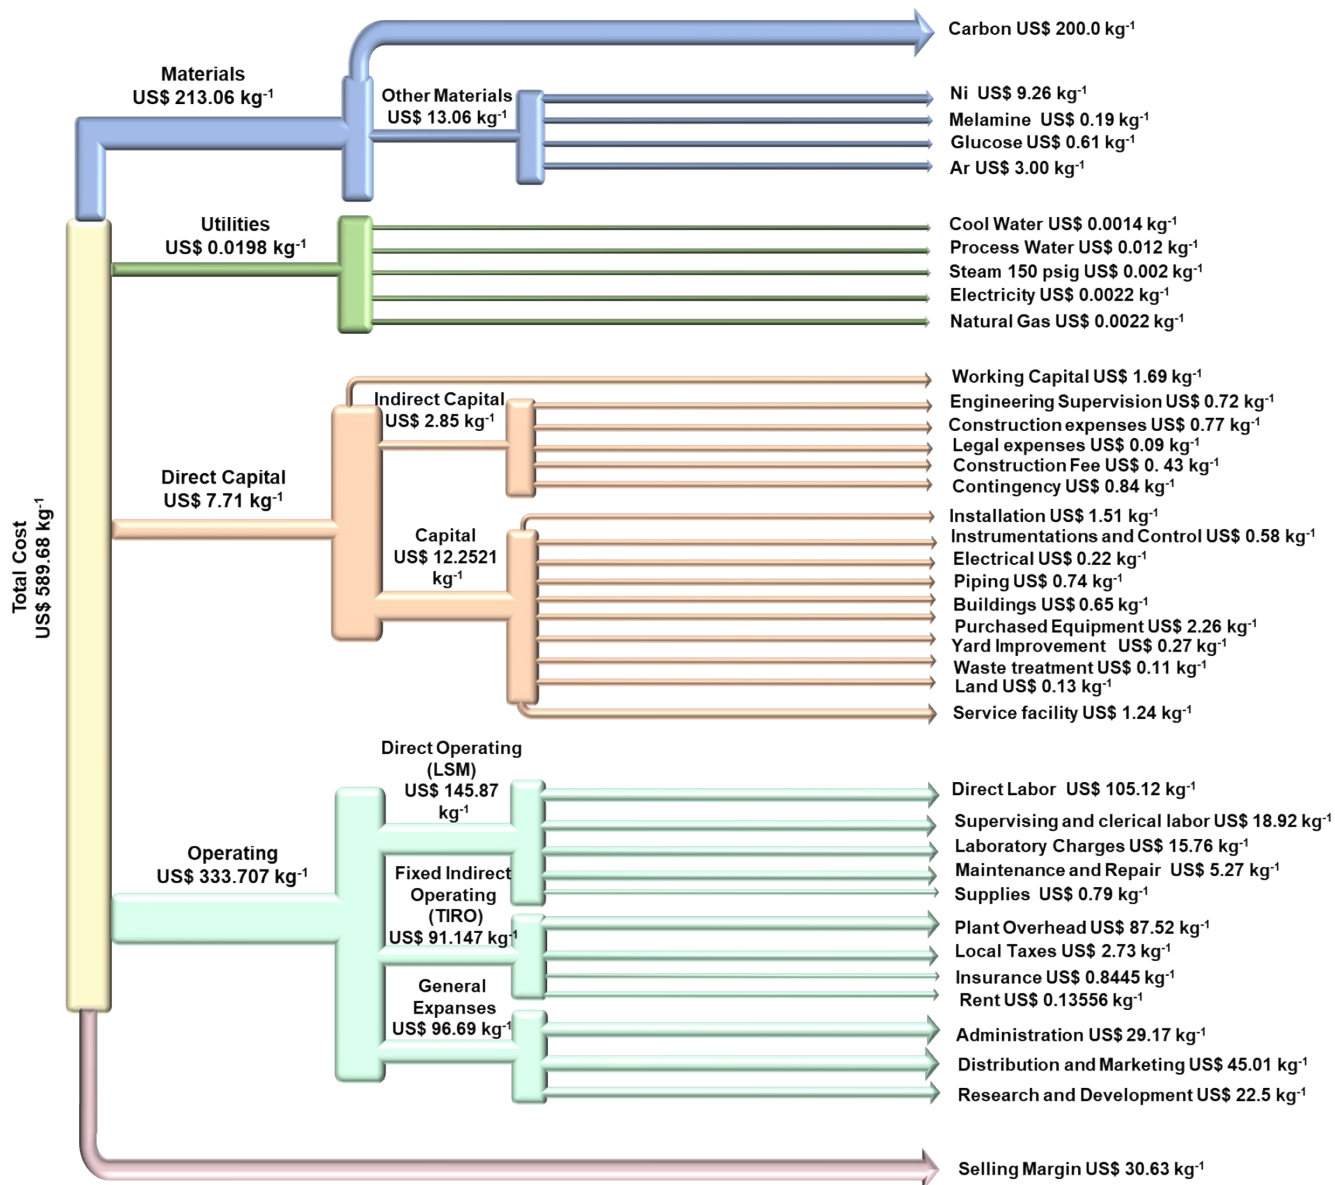 Total Cost
US$ 589.68 kg-1
Materials
US$ 213.06 kg-1
Carbon US$ 200.0 kg-1
Other Materials
US$ 13.06 kg-1
Ni US$ 9.26 kg-1
Melamine US$ 0.19 kg-1
Glucose US$ 0.61 kg-1
Ar US$ 3.00 kg-1
Utilities
US$ 0.0198 kg-1
Cool Water US$ 0.0014 kg-1
Process Water US$ 0.012 kg-1
Steam 150 psig US$ 0.002 kg-1
Electricity US$ 0.0022 kg-1
Natural Gas US$ 0.0022 kg-1
Direct Capital
US$ 7.71 kg-1
Working Capital US$ 1.69 kg-1
Indirect Capital
US$ 2.85 kg-1
Engineering Supervision US$ 0.72 kg-1
Construction expenses US$ 0.77 kg-1
Legal expenses US$ 0.09 kg-1
Construction Fee US$ 0. 43 kg-1
Contingency US$ 0.84 kg-1
Capital
US$ 12.2521
kg-1
Installation US$ 1.51 kg-1
Instrumentations and Control US$ 0.58 kg-1
Electrical US$ 0.22 kg-1
Piping US$ 0.74 kg-1
Buildings US$ 0.65 kg-1
Purchased Equipment US$ 2.26 kg-1
Yard Improvement US$ 0.27 kg-1
Waste treatment US$ 0.11 kg-1
Land US$ 0.13 kg-1
Service facility US$ 1.24 kg-1
Operating
US$ 333.707 kg-1
Direct Operating
(LSM)
US$ 145.87
kg-1
Direct Labor US$ 105.12 kg-1
Supervising and clerical labor US$ 18.92 kg-1
Laboratory Charges US$ 15.76 kg-1
Maintenance and Repair US$ 5.27 kg-1
Supplies US$ 0.79 kg-1
Fixed Indirect
Operating
(TIRO)
US$ 91.147 kg-1
Plant Overhead US$ 87.52 kg-1
Local Taxes US$ 2.73 kg-1
Insurance US$ 0.8445 kg-1
Rent US$ 0.13556 kg-1
General
Expanses
US$ 96.69 kg-1
Administration US$ 29.17 kg-1
Distribution and Marketing US$ 45.01 kg-1
Research and Development US$ 22.5 kg-1
Selling Margin US$ 30.63 kg-1